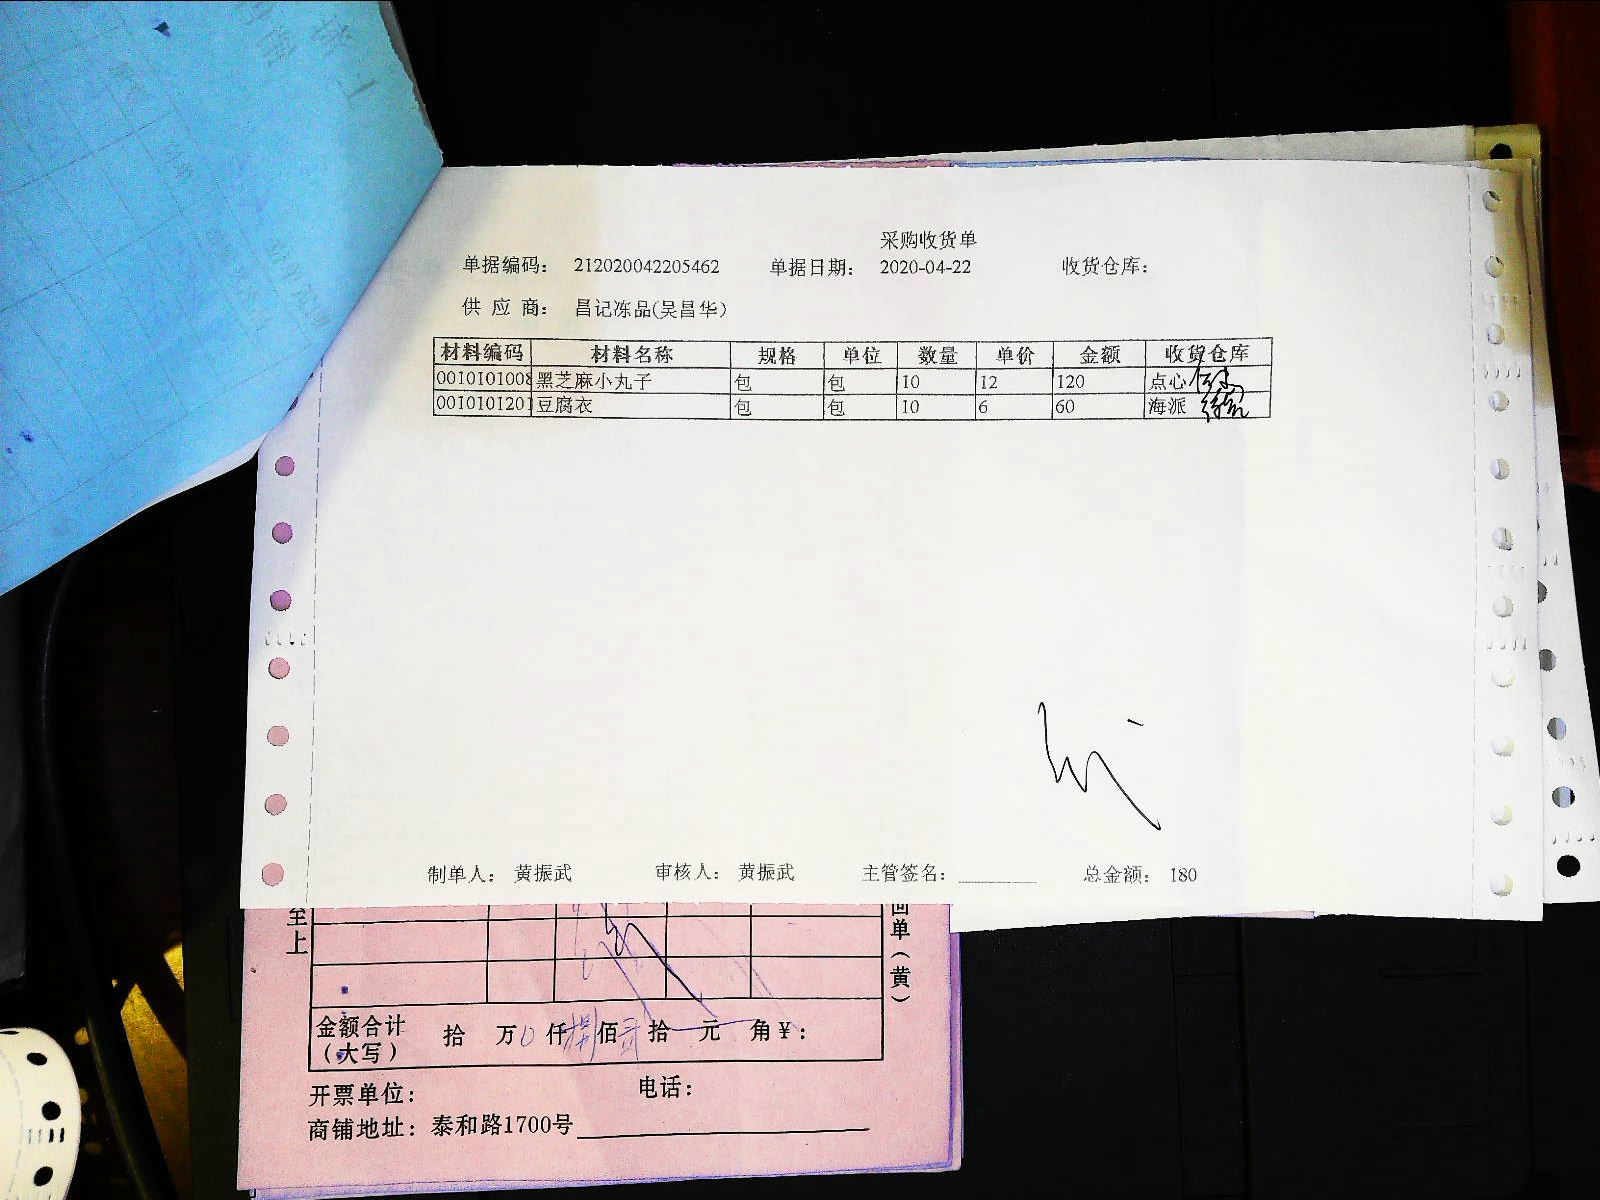 采购收货单
单据编码： 212020042205462 单据日期： 2020-04-22 收货仓库：
供 应 商： 昌记冻品(吴昌华)
材料编码 材料名称 规格 单位 数量 单价 金额 收货仓库
0010101008 黑芝麻小丸子 包 包 10 12 120 点心
0010101201 豆腐衣 包 包 10 6 60 海派
制单人： 黄振武 审核人： 黄振武 主管签名： 总金额： 180
至上
回单（黄）
金额合计（大写） 拾 万 仟 佰 拾 元 角 ¥：
开票单位： 电话：
商铺地址：泰和路1700号